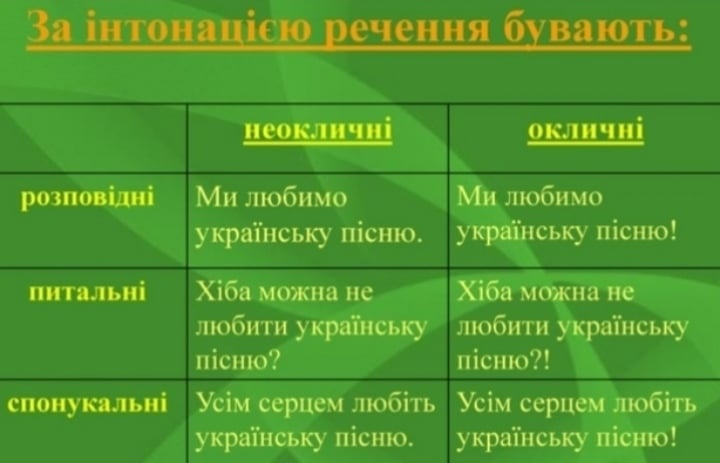 За інтонацією речення бувають:
неокличні
окличні
розповідні
Ми любимо
українську пісню.
Ми любимо
українську пісню!
питальні
Хіба можна не
любити українську
пісню?
Хіба можна не
любити українську
пісню?!
спонукальні
Усім серцем любіть
українську пісню.
Усім серцем любіть
українську пісню!